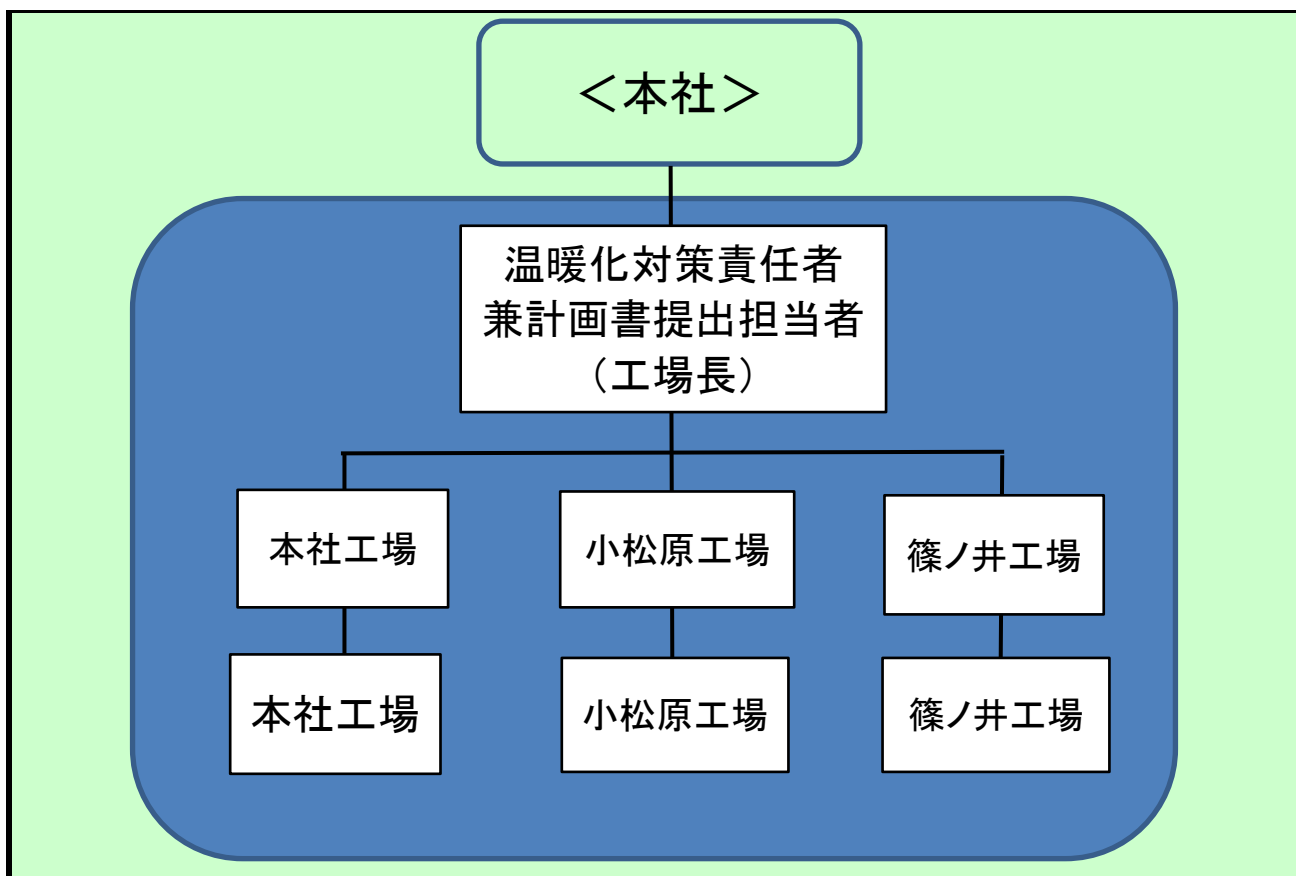 ＜本社＞
温暖化対策責任者
兼計画書提出担当者
（工場長）
本社工場
小松原工場
篠ノ井工場
本社工場
小松原工場
篠ノ井工場